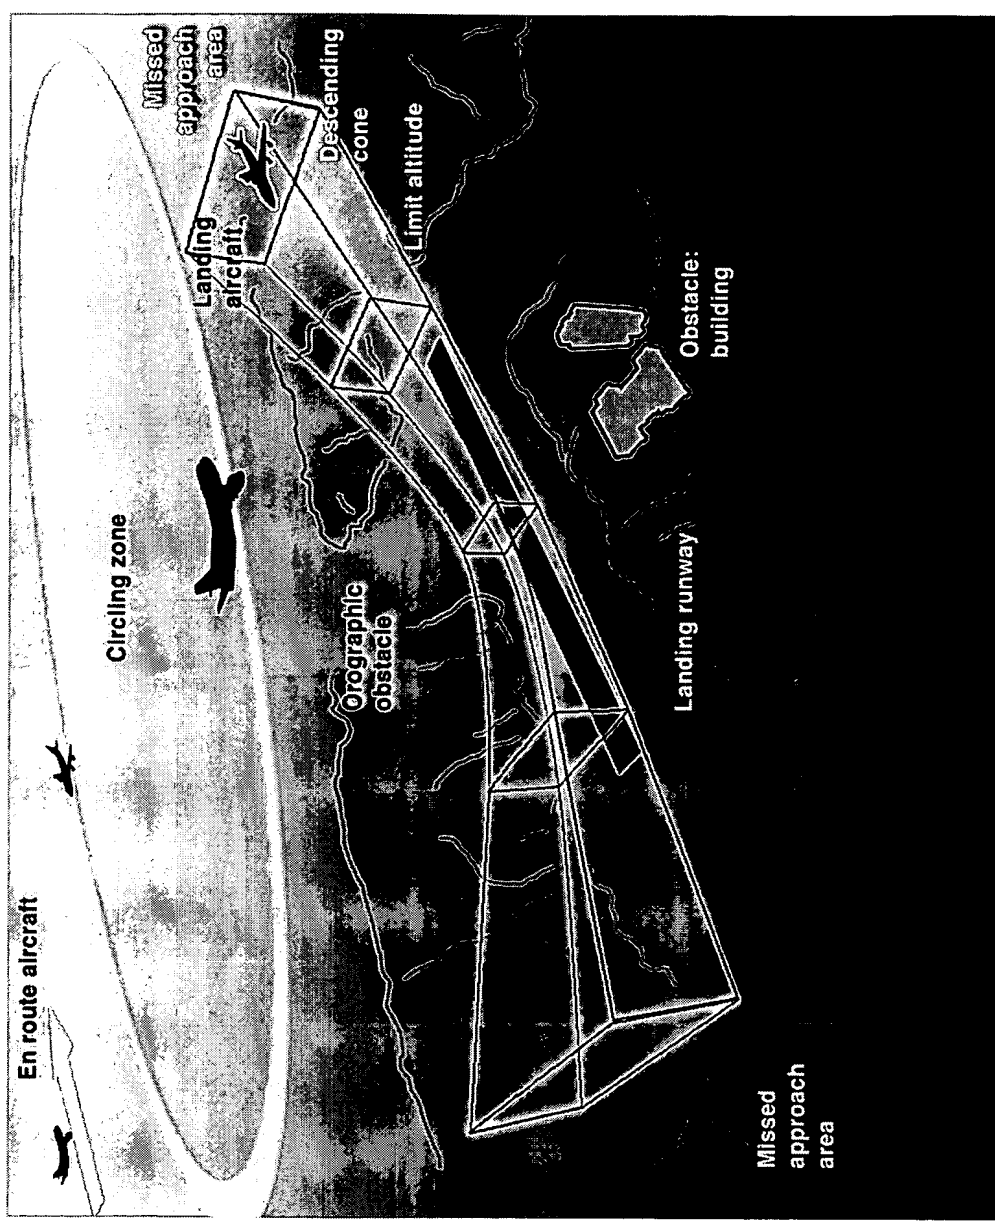 En route aircraft
Circling zone
Missed
approach
area
Landing
aircraft
Descending
cone
Limit altitude
Orographic
obstacle
Obstacle:
building
Landing runway
Missed
approach
area